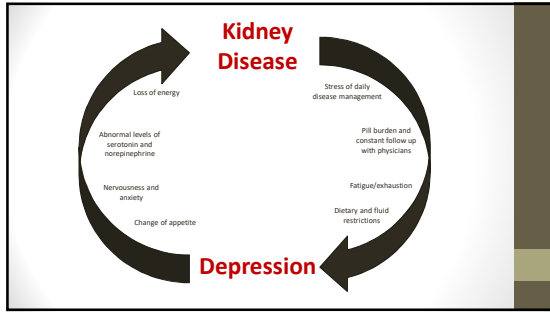 Kidney
Disease
Loss of energy
Stress of daily
disease management
Abnormal levels of
serotonin and
norepinephrine
Pill burden and
constant follow up
with physicians
Nervousness and
anxiety
Fatigue/exhaustion
Change of appetite
Dietary and fluid
restrictions
Depression